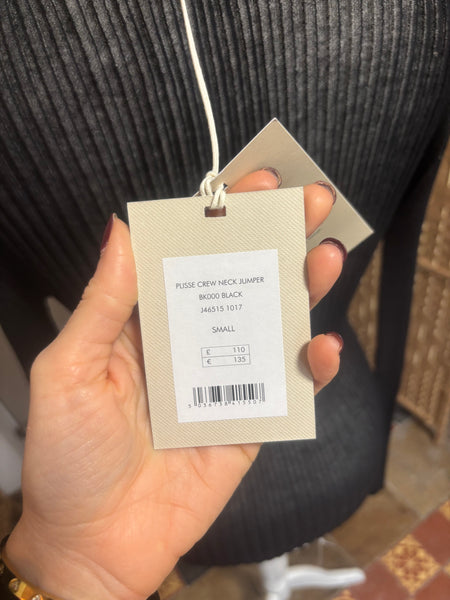 PLISSE CREW NECK JUMPER
BK000 BLACK
J46515 1017
SMALL
£ 110
€ 135